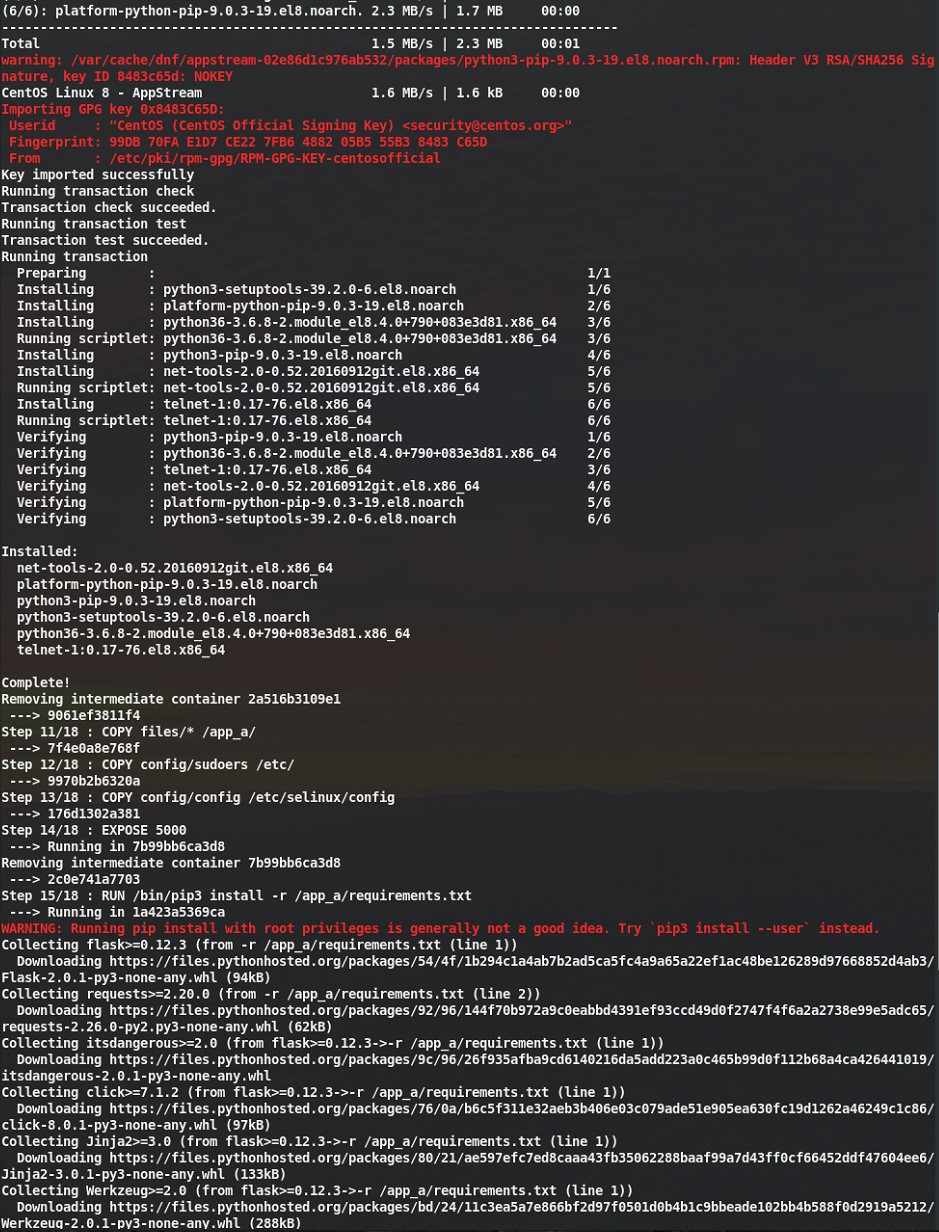 (6/6): platform-python-pip-9.0.3-19.el8.noarch. 2.3 MB/s | 1.7 MB     00:00
--------------------------------------------------------------------------------
Total                                           1.5 MB/s | 2.3 MB     00:01
warning: /var/cache/dnf/appstream-02e86d1c976ab532/packages/python3-pip-9.0.3-19.el8.noarch.rpm: Header V3 RSA/SHA256 Sig
nature, key ID 8483c65d: NOKEY
CentOS Linux 8 - AppStream                      1.6 MB/s | 1.6 kB     00:00
Importing GPG key 0x8483C65D:
 Userid     : "CentOS (CentOS Official Signing Key) <security@centos.org>"
 Fingerprint: 99DB 70FA E1D7 CE22 7FB6 4882 05B5 55B3 8483 C65D
 From       : /etc/pki/rpm-gpg/RPM-GPG-KEY-centosofficial
Key imported successfully
Running transaction check
Transaction check succeeded.
Running transaction test
Transaction test succeeded.
Running transaction
  Preparing        :                                                        1/1
  Installing       : python3-setuptools-39.2.0-6.el8.noarch                 1/6
  Installing       : platform-python-pip-9.0.3-19.el8.noarch                2/6
  Installing       : python36-3.6.8-2.module_el8.4.0+790+083e3d81.x86_64    3/6
  Running scriptlet: python36-3.6.8-2.module_el8.4.0+790+083e3d81.x86_64    3/6
  Installing       : python3-pip-9.0.3-19.el8.noarch                        4/6
  Installing       : net-tools-2.0-0.52.20160912git.el8.x86_64              5/6
  Running scriptlet: net-tools-2.0-0.52.20160912git.el8.x86_64              5/6
  Installing       : telnet-1:0.17-76.el8.x86_64                            6/6
  Running scriptlet: telnet-1:0.17-76.el8.x86_64                            6/6
  Verifying        : python3-pip-9.0.3-19.el8.noarch                        1/6
  Verifying        : python36-3.6.8-2.module_el8.4.0+790+083e3d81.x86_64    2/6
  Verifying        : telnet-1:0.17-76.el8.x86_64                            3/6
  Verifying        : net-tools-2.0-0.52.20160912git.el8.x86_64              4/6
  Verifying        : platform-python-pip-9.0.3-19.el8.noarch                5/6
  Verifying        : python3-setuptools-39.2.0-6.el8.noarch                 6/6

Installed:
  net-tools-2.0-0.52.20160912git.el8.x86_64
  platform-python-pip-9.0.3-19.el8.noarch
  python3-pip-9.0.3-19.el8.noarch
  python3-setuptools-39.2.0-6.el8.noarch
  python36-3.6.8-2.module_el8.4.0+790+083e3d81.x86_64
  telnet-1:0.17-76.el8.x86_64

Complete!
Removing intermediate container 2a516b3109e1
 ---> 9061ef3811f4
Step 11/18 : COPY files/* /app_a/
 ---> 7f4e0a8e768f
Step 12/18 : COPY config/sudoers /etc/
 ---> 9970b2b6320a
Step 13/18 : COPY config/config /etc/selinux/config
 ---> 176d1302a381
Step 14/18 : EXPOSE 5000
 ---> Running in 7b99bb6ca3d8
Removing intermediate container 7b99bb6ca3d8
 ---> 2c0e741a7703
Step 15/18 : RUN /bin/pip3 install -r /app_a/requirements.txt
 ---> Running in 1a423a5369ca
WARNING: Running pip install with root privileges is generally not a good idea. Try `pip3 install --user` instead.
Collecting flask>=0.12.3 (from -r /app_a/requirements.txt (line 1))
  Downloading https://files.pythonhosted.org/packages/54/4f/1b294c1a4ab7b2ad5ca5fc4a9a65a22ef1ac48be126289d97668852d4ab3/
Flask-2.0.1-py3-none-any.whl (94kB)
Collecting requests>=2.20.0 (from -r /app_a/requirements.txt (line 2))
  Downloading https://files.pythonhosted.org/packages/92/96/144f70b972a9c0eabbd4391ef93ccd49d0f2747f4f6a2a2738e99e5adc65/
requests-2.26.0-py2.py3-none-any.whl (62kB)
Collecting itsdangerous>=2.0 (from flask>=0.12.3->-r /app_a/requirements.txt (line 1))
  Downloading https://files.pythonhosted.org/packages/9c/96/26f935afba9cd6140216da5add223a0c465b99d0f112b68a4ca426441019/
itsdangerous-2.0.1-py3-none-any.whl
Collecting click>=7.1.2 (from flask>=0.12.3->-r /app_a/requirements.txt (line 1))
  Downloading https://files.pythonhosted.org/packages/76/0a/b6c5f311e32aeb3b406e03c079ade51e905ea630fc19d1262a46249c1c86/
click-8.0.1-py3-none-any.whl (97kB)
Collecting Jinja2>=3.0 (from flask>=0.12.3->-r /app_a/requirements.txt (line 1))
  Downloading https://files.pythonhosted.org/packages/80/21/ae597efc7ed8caaa43fb35062288baaf99a7d43ff0cf66452ddf47604ee6/
Jinja2-3.0.1-py3-none-any.whl (133kB)
Collecting Werkzeug>=2.0 (from flask>=0.12.3->-r /app_a/requirements.txt (line 1))
  Downloading https://files.pythonhosted.org/packages/bd/24/11c3ea5a7e866bf2d97f0501d0b4b1c9bbeade102bb4b588f0d2919a5212/
Werkzeug-2.0.1-py3-none-any.whl (288kB)